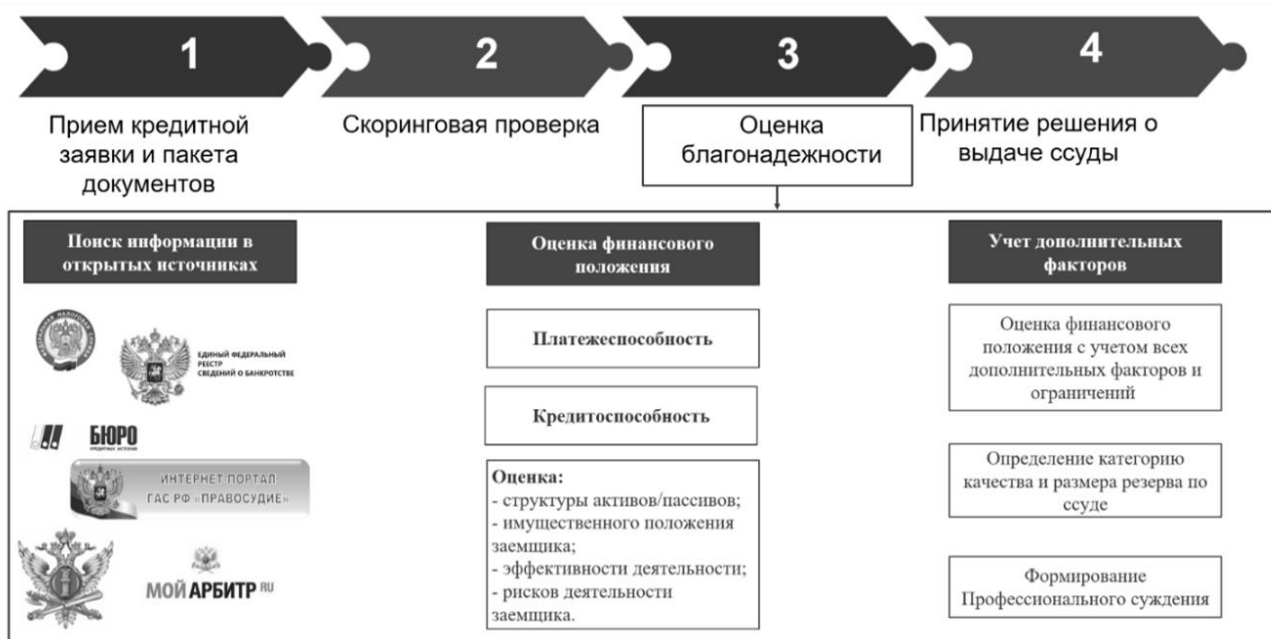 1
2
3
4
Прием кредитной
заявки и пакета
документов
Скоринговая проверка
Оценка
благонадежности
Принятие решения о
выдаче ссуды
Поиск информации в
открытых источниках
ЕДИНЫЙ ФЕДЕРАЛЬНЫЙ
РЕЕСТР
СВЕДЕНИЙ О БАНКРОТСТВЕ
БЮРО
КРЕДИТНЫХ ИСТОРИЙ
ИНТЕРНЕТ-ПОРТАЛ
ГАС РФ «ПРАВОСУДИЕ»
МОЙ АРБИТР RU
Оценка финансового
положения
Платежеспособность
Кредитоспособность
Оценка:
- структуры активов/пассивов;
- имущественного положения
заемщика;
- эффективности деятельности;
- рисков деятельности
заемщика.
Учет дополнительных
факторов
Оценка финансового
положения с учетом всех
дополнительных факторов и
ограничений
Определение категорию
качества и размера резерва по
ссуде
Формирование
Профессионального суждения